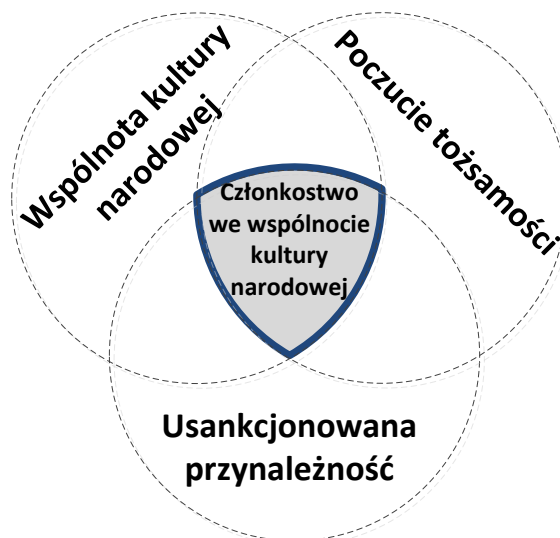 Wspólnota kultury
narodowej
Poczucie tożsamości
Członkostwo
we wspólnocie
kultury
narodowej
Usankcjonowana
przynależność